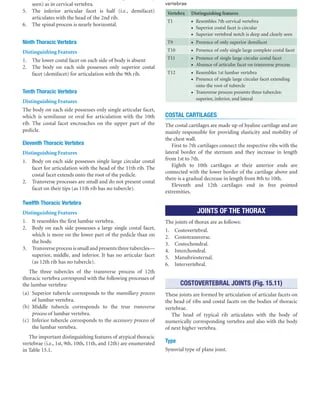 seen) as in cervical vertebra
5. The inferior articular facet is half (i.e., demifacet)
articulates with the head of the 2nd rib.
6. The spinal process is nearly horizontal.
Ninth Thoracic Vertebra
Distinguishing Features
1. The lower costal facet on each side of body is absent
2. The body on each side possesses only superior costal
facet (demifacet) for articulation with the 9th rib.
Tenth Thoracic Vertebra
Distinguishing Features
The body on each side possesses only single articular facet,
which is semilunar or oval for articulation with the 10th
rib. The costal facet encroaches on the upper part of the
pedicle.
Eleventh Thoracic Vertebra
Distinguishing Features
1. Body on each side possesses single large circular costal
facet for articulation with the head of the 11th rib. The
costal facet extends onto the root of the pedicle.
2. Transverse processes are small and do not present costal
facet on their tips (as 11th rib has no tubercle).
Twelfth Thoracic Vertebra
Distinguishing Features
1. It resembles the first lumbar vertebra.
2. Body on each side possesses a large single costal facet,
which is more on the lower part of the pedicle than on
the body.
3. Transverse process is small and presents three tubercles—
superior, middle, and inferior. It has no articular facet
(as 12th rib has no tubercle).
The three tubercles of the transverse process of 12th
thoracic vertebra correspond with the following processes of
the lumbar vertebra:
(a) Superior tubercle corresponds to the mamillary process
of lumbar vertebra.
(b) Middle tubercle corresponds to the true transverse
process of lumbar vertebra.
(c) Inferior tubercle corresponds to the accessory process of
the lumbar vertebra.
The important distinguishing features of atypical thoracic
vertebrae (i.e., 1st, 9th, 10th, 11th, and 12th) are enumerated
in Table 15.1.
vertebrae
Vertebra Distinguishing features
T1 • Resembles 7th cervical vertebra
• Superior costal facet is circular
• Superior vertebral notch is deep and clearly seen
T9 • Presence of only superior demifacet
T10 • Presence of only single large complete costal facet
T11 • Presence of single large circular costal facet
• Absence of articular facet on transverse process
T12 • Resembles 1st lumbar vertebra
• Presence of single large circular facet extending
onto the root of tubercle
• Transverse process presents three tubercles:
superior, inferior, and lateral
COSTAL CARTILAGES
The costal cartilages are made up of hyaline cartilage and are
mainly responsible for providing elasticity and mobility of
the chest wall.
First to 7th cartilages connect the respective ribs with the
lateral border of the sternum and they increase in length
from 1st to 7th.
Eighth to 10th cartilages at their anterior ends are
connected with the lower border of the cartilage above and
there is a gradual decrease in length from 8th to 10th.
Eleventh and 12th cartilages end in free pointed
extremities.
JOINTS OF THE THORAX
The joints of thorax are as follows:
1. Costovertebral.
2. Costotransverse.
3. Costochondral.
4. Interchondral.
5. Manubriosternal.
6. Intervertebral.
COSTOVERTEBRAL JOINTS (Fig. 15.11)
These joints are formed by articulation of articular facets on
the head of ribs and costal facets on the bodies of thoracic
vertebrae.
The head of typical rib articulates with the body of
numerically corresponding vertebra and also with the body
of next higher vertebra.
Type
Synovial type of plane joint.